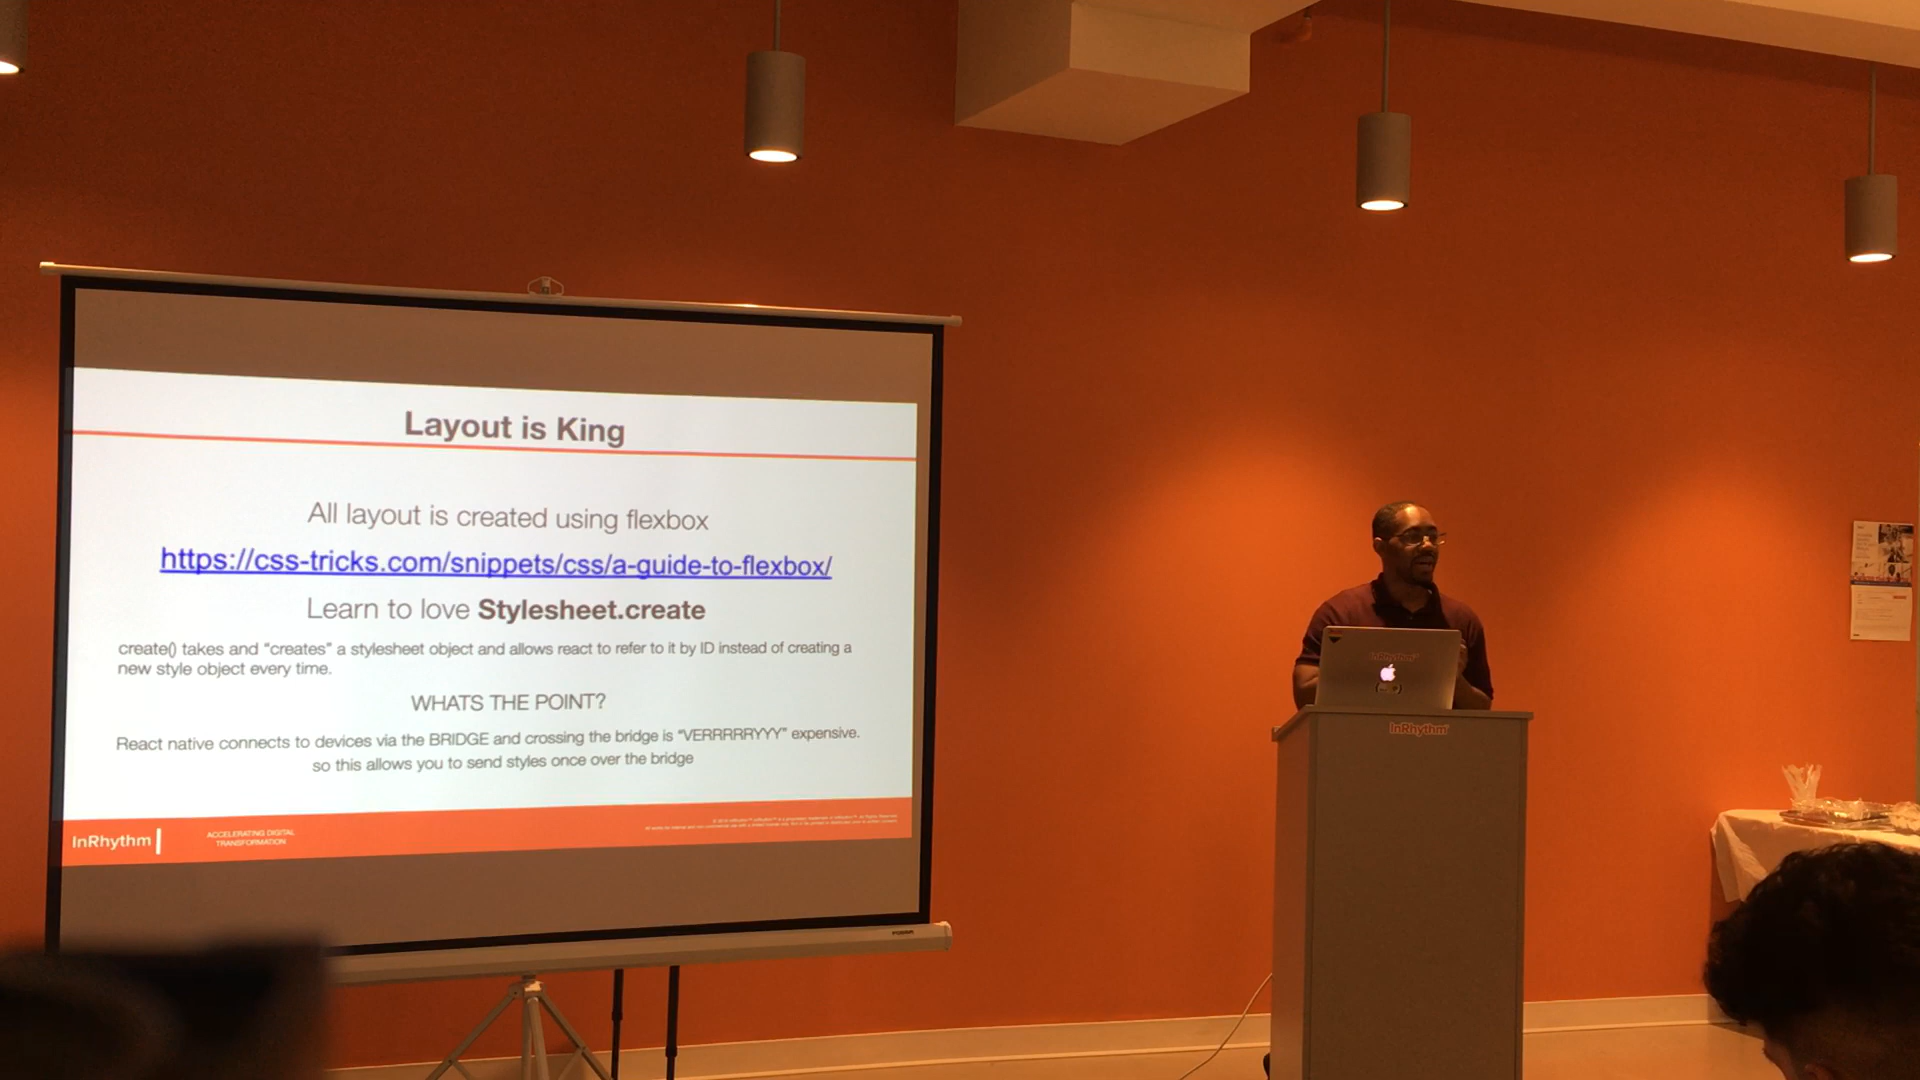 Layout is King
All layout is created using flexbox
https://css-tricks.com/snippets/css/a-guide-to-flexbox/
Learn to love Stylesheet.create
create() takes and “creates” a stylesheet object and allows react to refer to it by ID instead of creating a
new style object every time.
WHATS THE POINT?
React native connects to devices via the BRIDGE and crossing the bridge is “VERRRRRYYY” expensive.
so this allows you to send styles once over the bridge
InRhythm
ACCELERATING DIGITAL
TRANSFORMATION
InRhythm
InRhythm